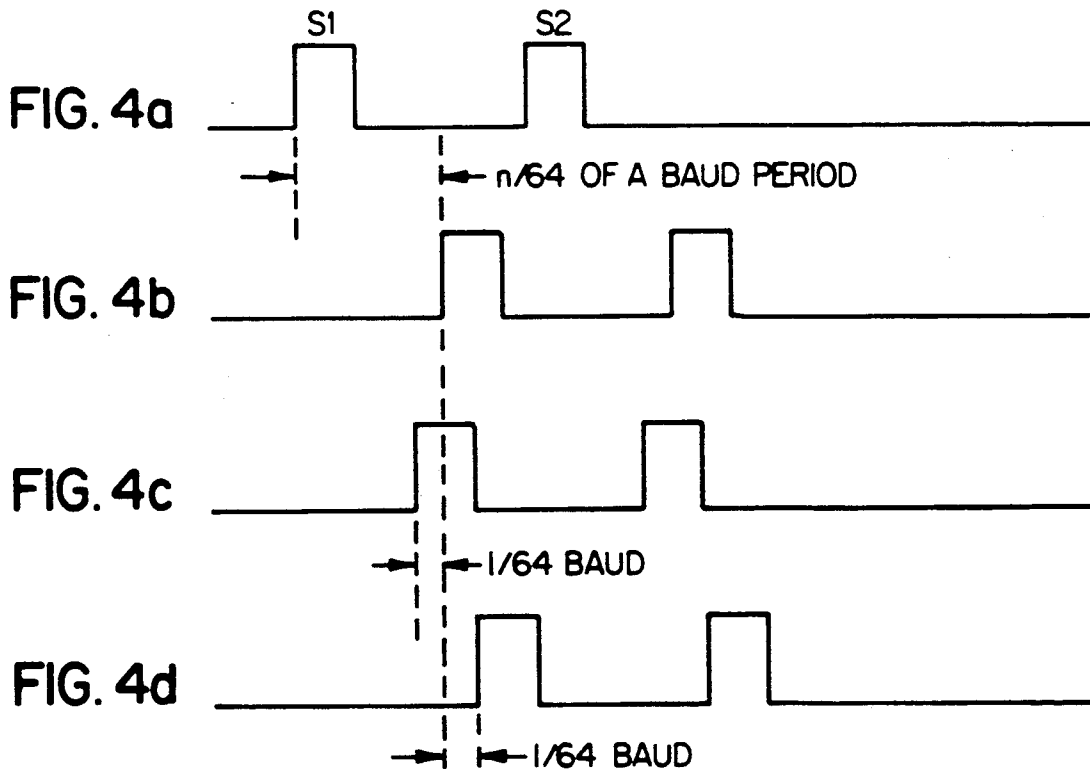 S1 S2
FIG. 4a
n/64 OF A BAUD PERIOD
FIG. 4b
FIG. 4c
1/64 BAUD
FIG. 4d
1/64 BAUD